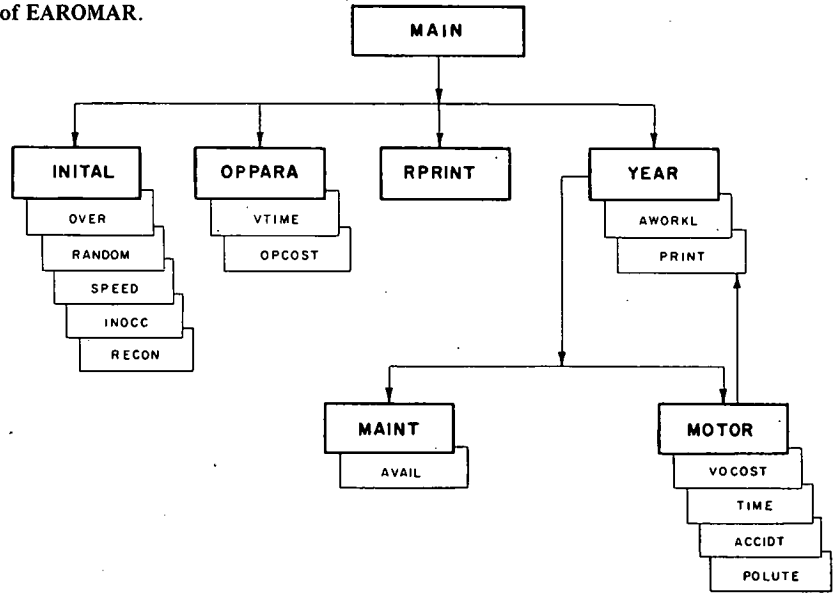 of EAROMAR.
MAIN
INITAL
OPPARA
RPRINT
YEAR
OVER
VTIME
AWORKL
RANDOM
OPCOST
PRINT
SPEED
INOCC
RECON
MAINT
MOTOR
AVAIL
VOCOST
TIME
ACCIDT
POLUTE